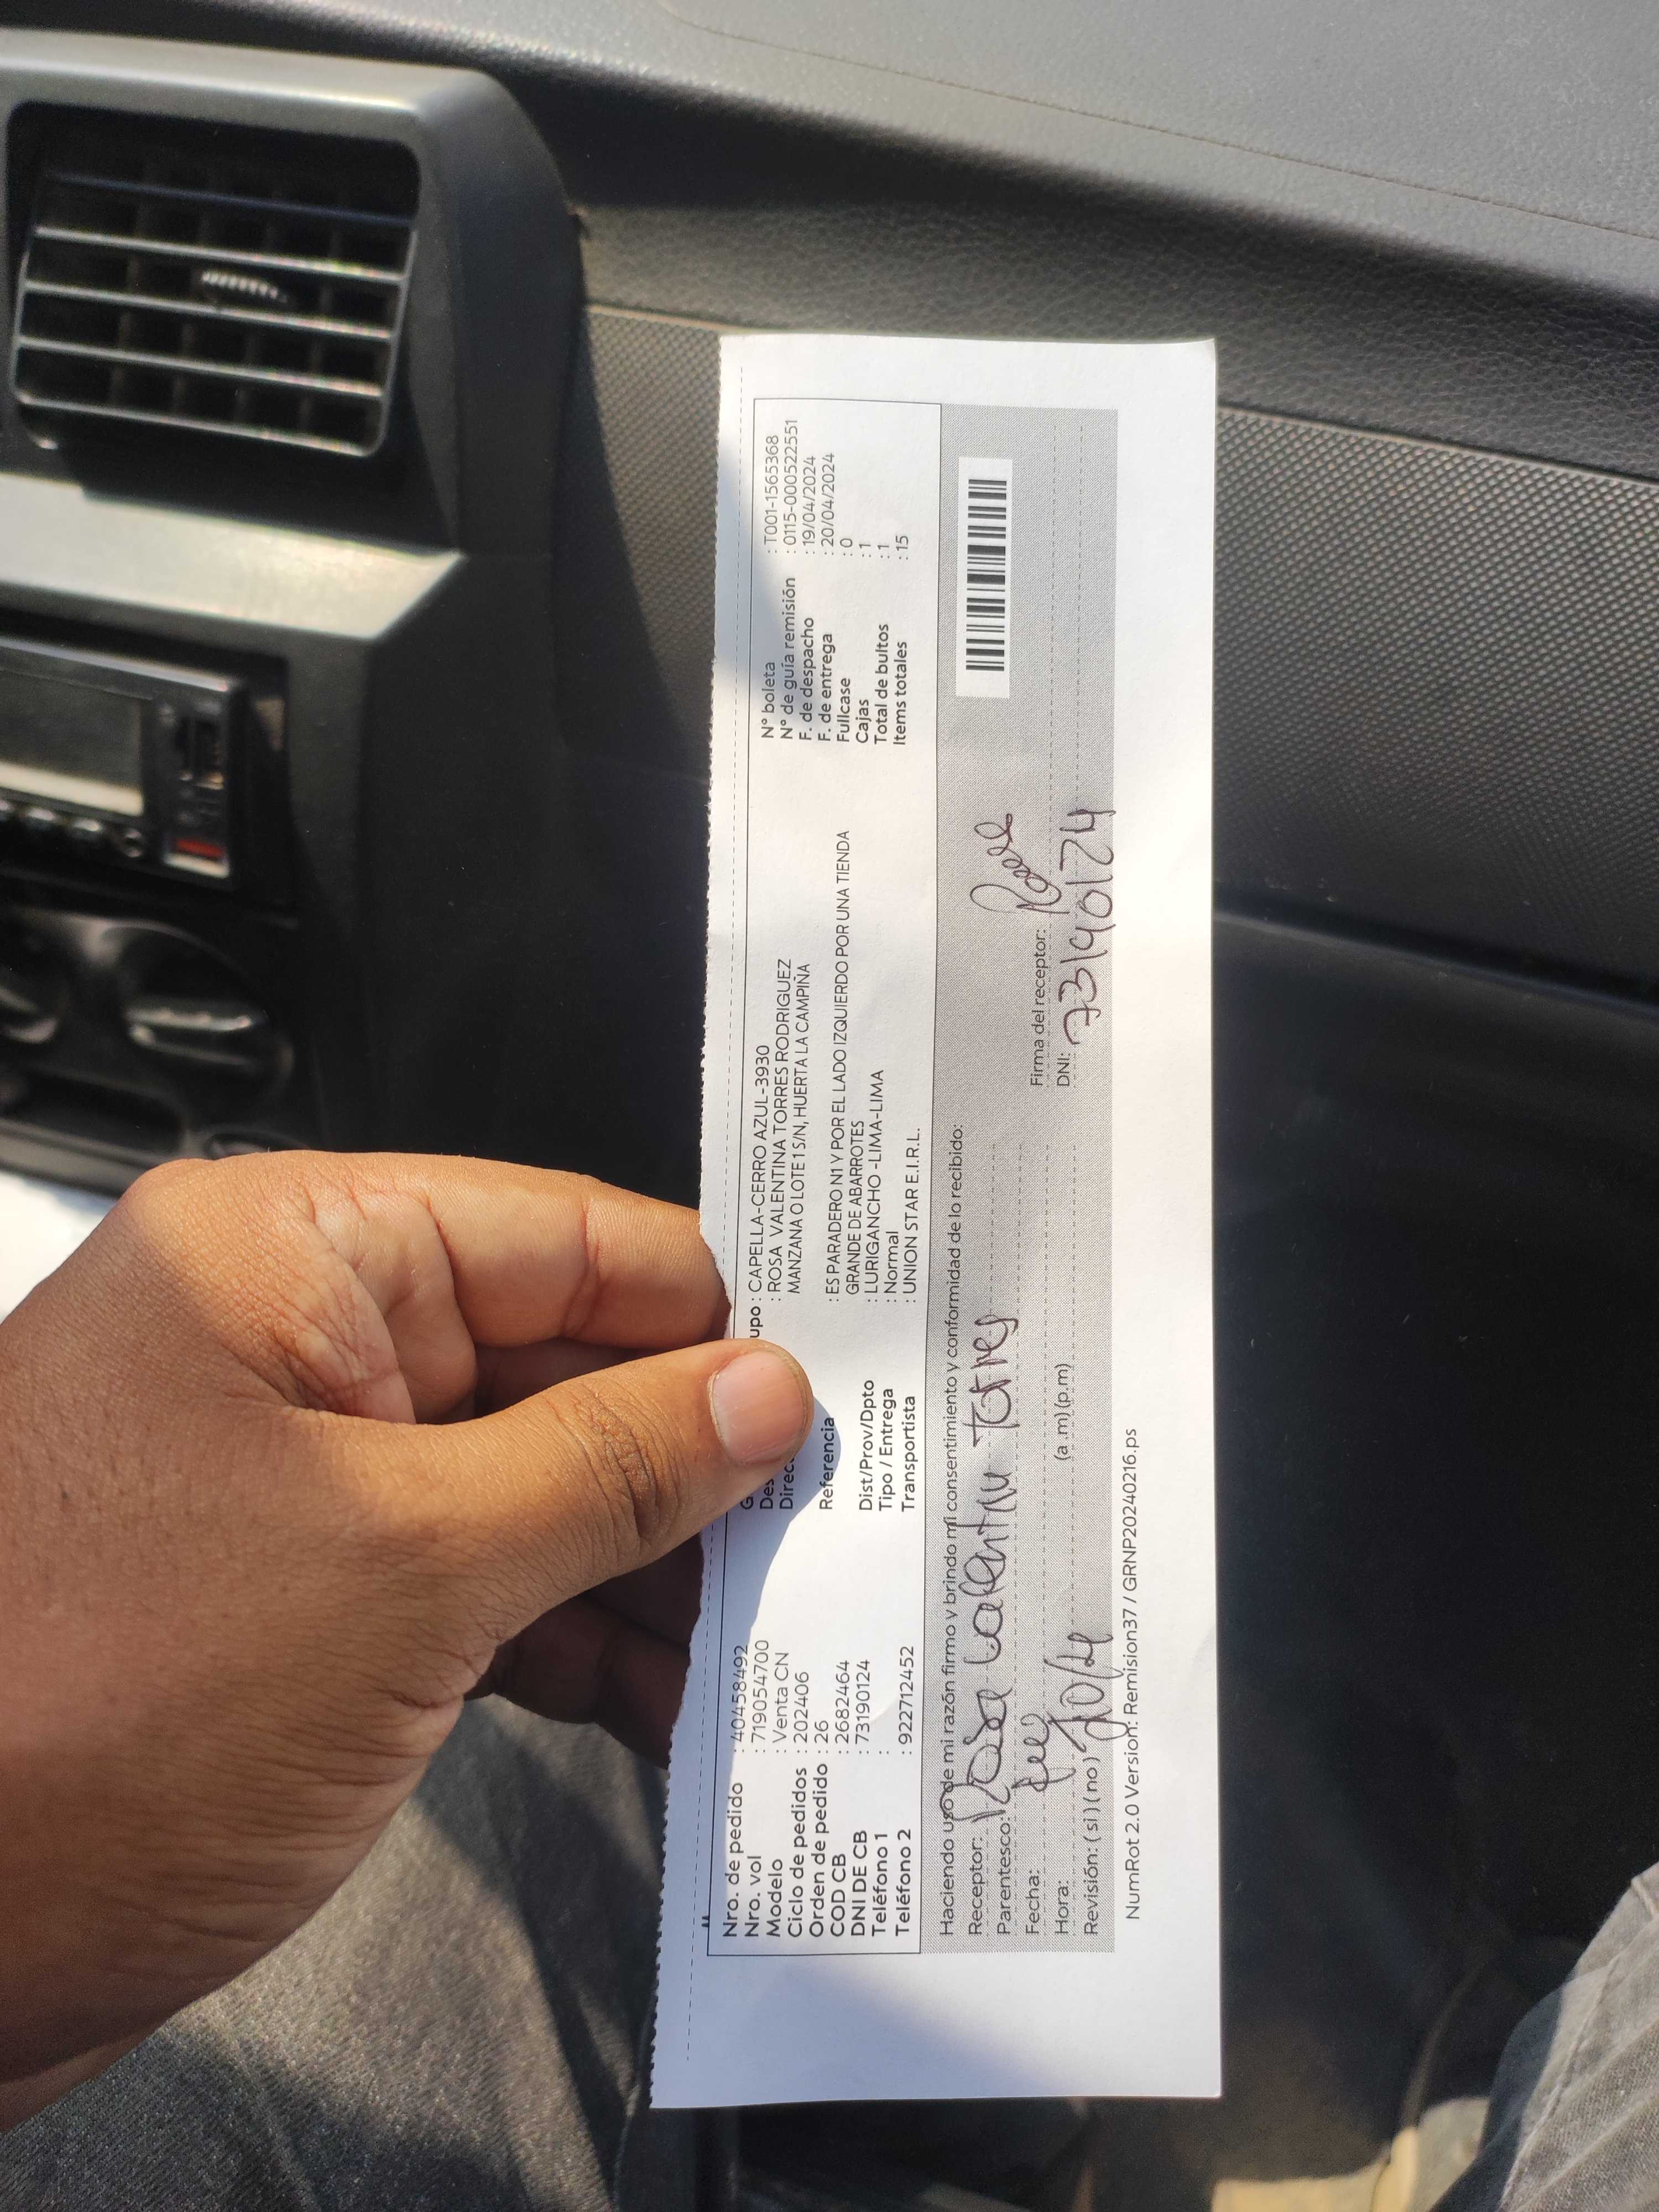 Nro. de pedido : 40458492
Nro. vol : 719054700
Modelo : Venta CN
Ciclo de pedidos : 202406
Orden de pedido : 26
COD CB : 2682464
DNI DE CB : 73190124
Teléfono 1 :
Teléfono 2 : 922712452
G upo : CAPELLA-CERRO AZUL-3930
Des : ROSA VALENTINA TORRES RODRIGUEZ
Direc MANZANA O LOTE 1 S/N, HUERTA LA CAMPIÑA
Referencia : ES PARADERO N1 Y POR EL LADO IZQUIERDO POR UNA TIENDA
GRANDE DE ABARROTES
Dist/Prov/Dpto : LURIGANCHO -LIMA-LIMA
Tipo / Entrega : Normal
Transportista : UNION STAR E.I.R.L.
N° boleta : T001-1565368
N° de guía remisión : 0115-000522551
F. de despacho : 19/04/2024
F. de entrega : 20/04/2024
Fullcase : 0
Cajas : 1
Total de bultos : 1
Items totales : 15
Haciendo uso de mi razón firmo y brindo mi consentimiento y conformidad de lo recibido:
Receptor: Rosa Valentina Torres
Parentesco:
Fecha: 20/4
Hora: (a .m) (p.m)
Revisión: ( si ) ( no )
Firma del receptor:
DNI: 73190124
NumRot 2.0 Version: Remision37 / GRNP20240216.ps